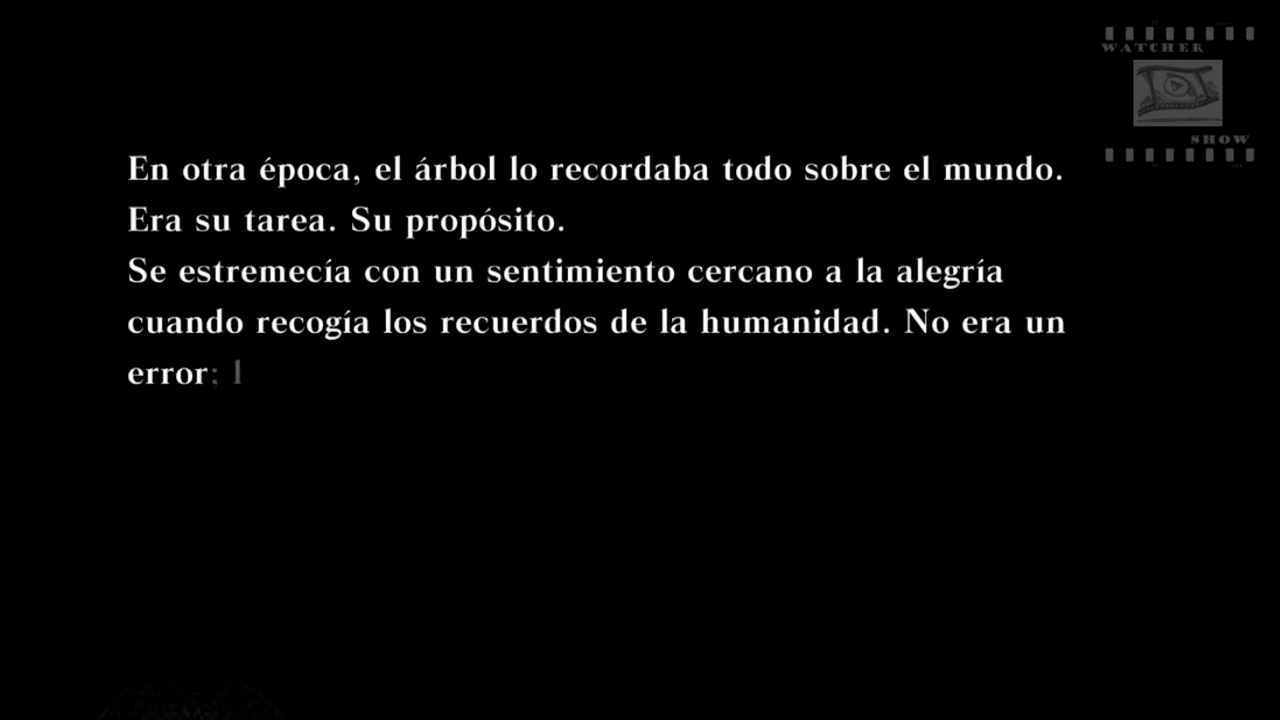 WATCHER
SHOW
En otra época, el árbol lo recordaba todo sobre el mundo.
Era su tarea. Su propósito.
Se estremecía con un sentimiento cercano a la alegría
cuando recogía los recuerdos de la humanidad. No era un
error; l